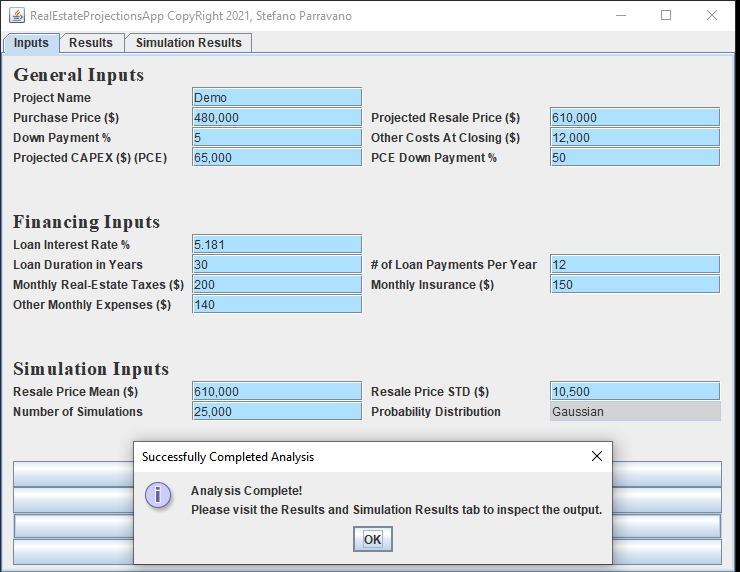 RealEstateProjectionsApp CopyRight 2021, Stefano Parravano
Inputs Results Simulation Results
General Inputs
Project Name Demo
Purchase Price ($) 480,000 Projected Resale Price ($) 610,000
Down Payment % 5 Other Costs At Closing ($) 12,000
Projected CAPEX ($) (PCE) 65,000 PCE Down Payment % 50
Financing Inputs
Loan Interest Rate % 5.181
Loan Duration in Years 30 # of Loan Payments Per Year 12
Monthly Real-Estate Taxes ($) 200 Monthly Insurance ($) 150
Other Monthly Expenses ($) 140
Simulation Inputs
Resale Price Mean ($) 610,000 Resale Price STD ($) 10,500
Number of Simulations 25,000 Probability Distribution Gaussian
Successfully Completed Analysis
Analysis Complete!
Please visit the Results and Simulation Results tab to inspect the output.
OK